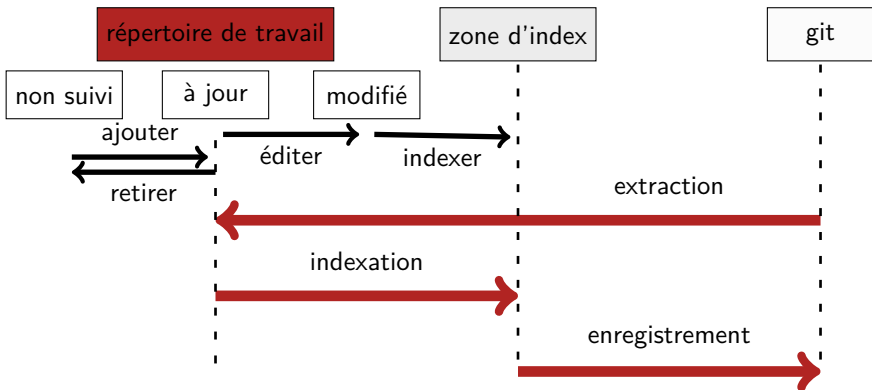 répertoire de travail
zone d'index
git
non suivi
à jour
modifié
ajouter
éditer
indexer
retirer
extraction
indexation
enregistrement